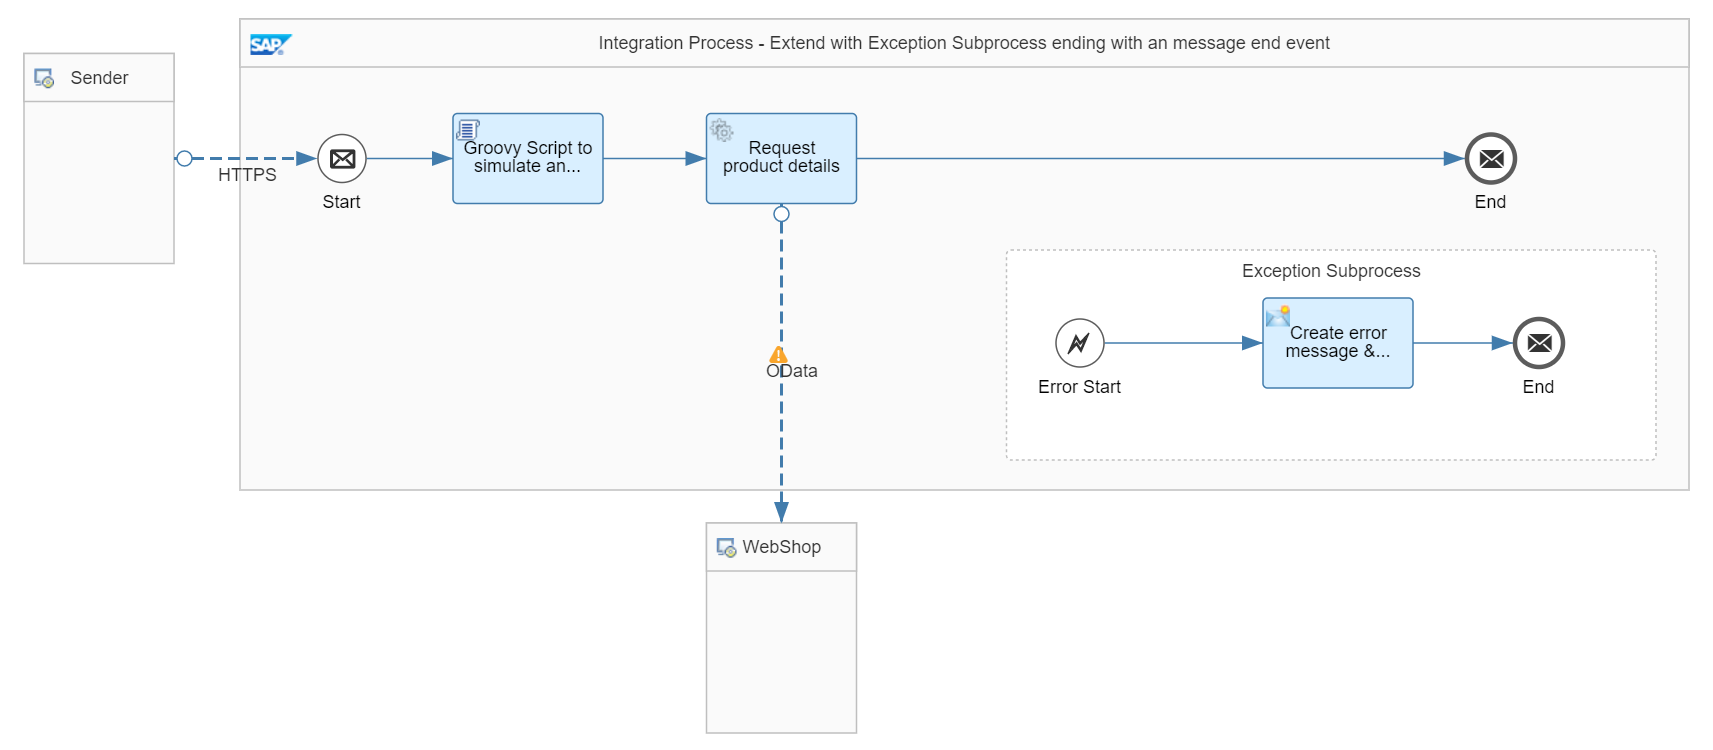 SAP
Integration Process - Extend with Exception Subprocess ending with an message end event
Sender
HTTPS
Start
Groovy Script to
simulate an...
Request
product details
End
Exception Subprocess
Error Start
Create error
message &...
End
OData
WebShop